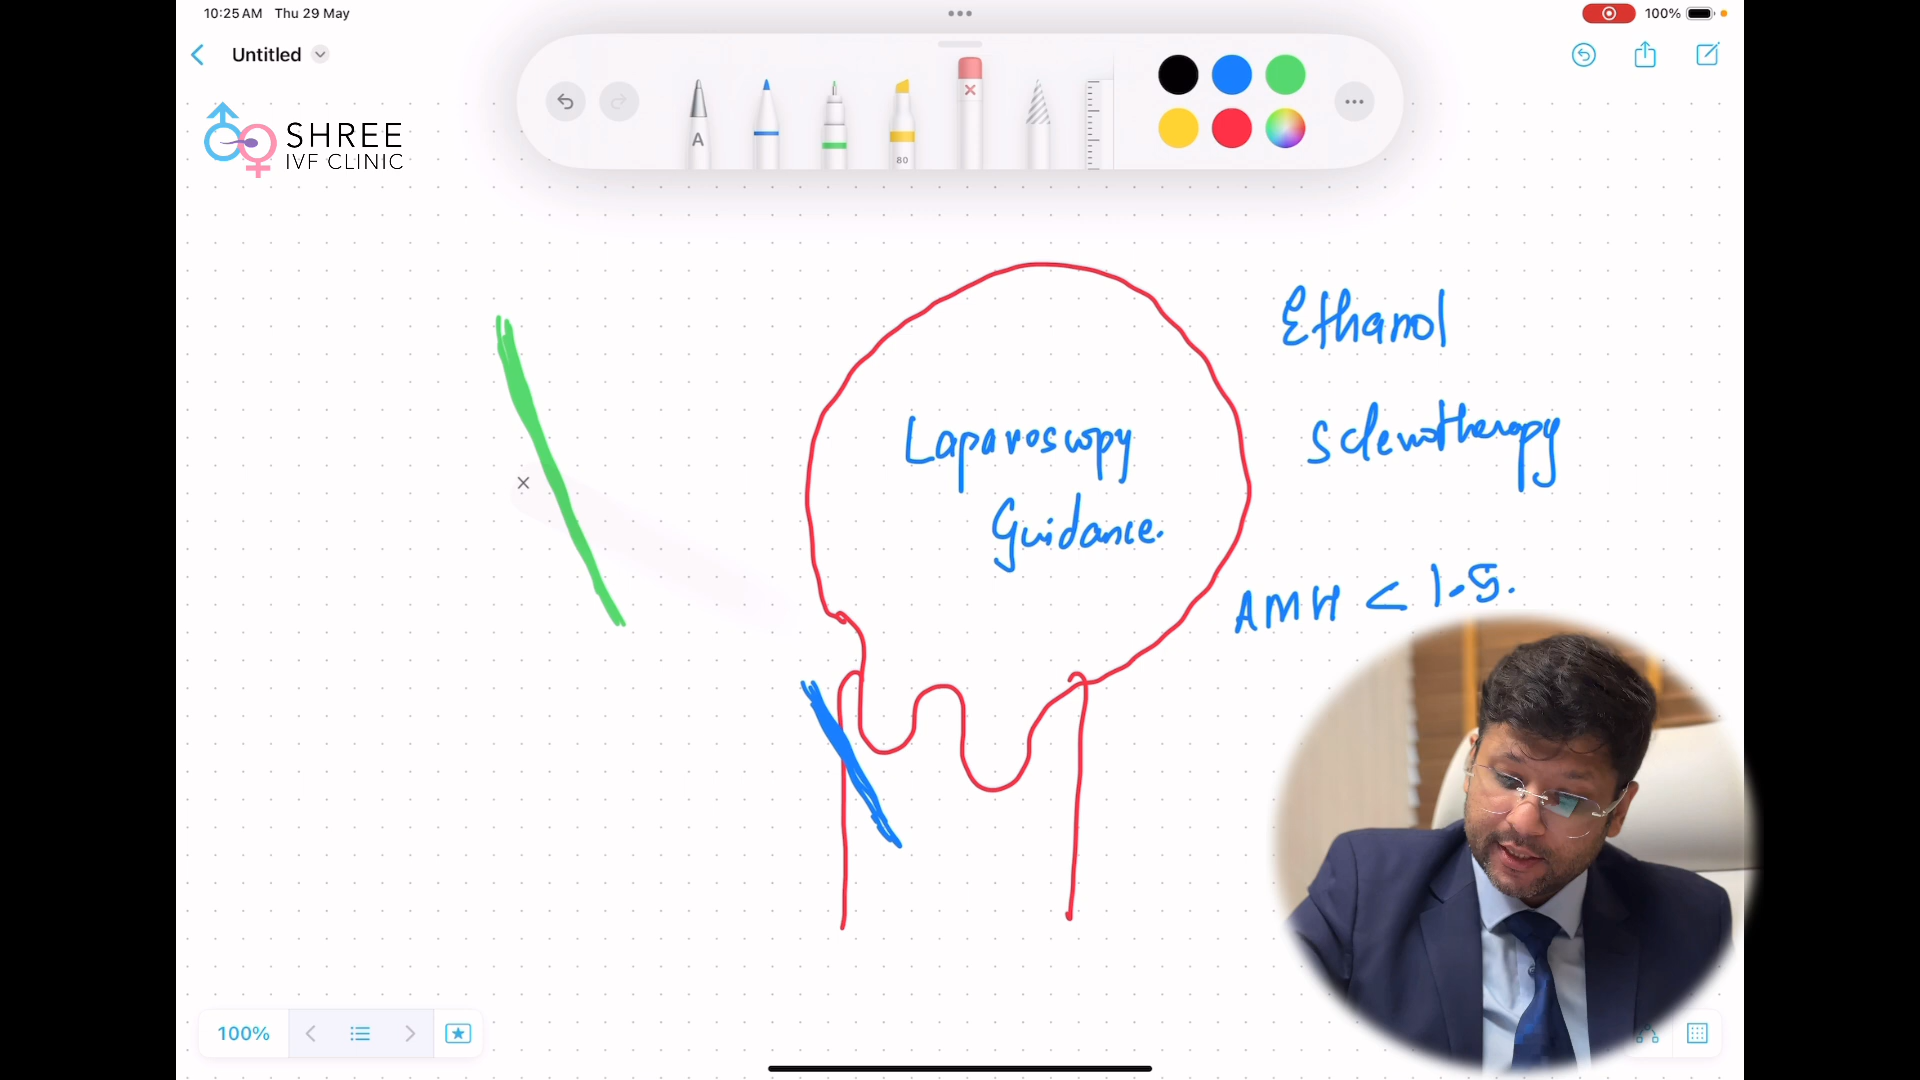 10:25 AM Thu 29 May
100%
Untitled
SHREE
IVF CLINIC
A
80
Ethanol
Laparoscopy
Sclerotherapy
Guidance.
AMH < 1.5.
100%